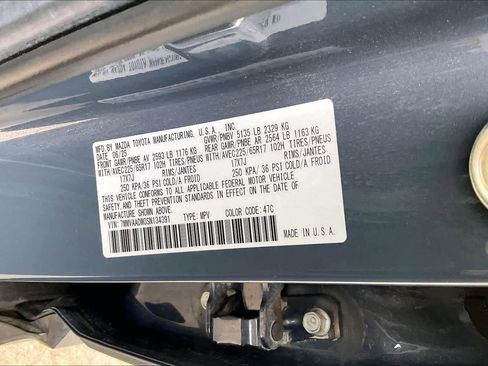 MFD. BY MAZDA TOYOTA MANUFACTURING, U.S.A., INC.
DATE: 06/25 GVWR/PNBV 5135 LB 2329 KG
FRONT GAWR/PNBE AV 2593 LB 1176 KG REAR GAWR/PNBE AR 2564 LB 1163 KG
WITH/AVEC225/65R17 102H TIRES/PNEUS WITH/AVEC225/65R17 102H TIRES/PNEUS
17X7J RIMS/JANTES 17X7J RIMS/JANTES
250 KPA/36 PSI COLD/A FROID 250 KPA/36 PSI COLD/A FROID
THIS VEHICLE CONFORMS TO ALL APPLICABLE FEDERAL MOTOR VEHICLE
SAFETY AND THEFT PREVENTION STANDARDS IN EFFECT ON THE DATE OF
MANUFACTURE SHOWN ABOVE.
VIN: TYPE: MPV COLOR CODE: 47C
MADE IN U.S.A.